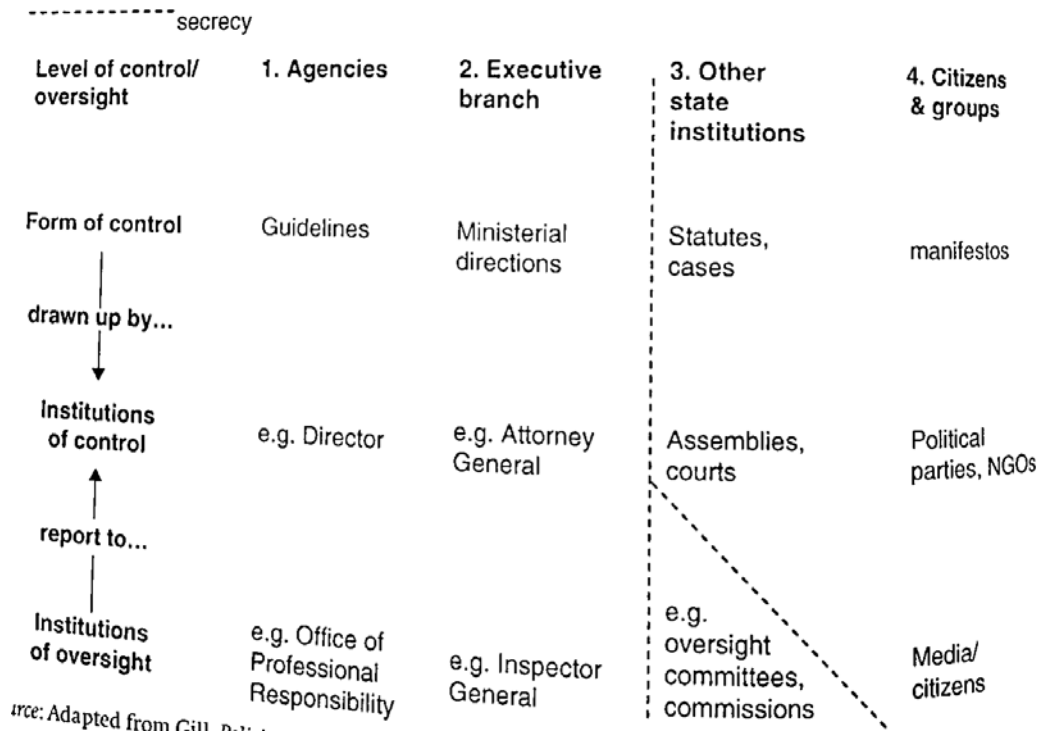 secrecy
Level of control/
oversight
1. Agencies
2. Executive
branch
3. Other
state
institutions
4. Citizens
& groups
Form of control
Guidelines
Ministerial
directions
Statutes,
cases
manifestos
drawn up by...
Institutions
of control
e.g. Director
e.g. Attorney
General
Assemblies,
courts
Political
parties, NGOs
report to...
Institutions
of oversight
e.g. Office of
Professional
Responsibility
e.g. Inspector
General
e.g.
oversight
committees,
commissions
Media/
citizens
Adapted from Gill,